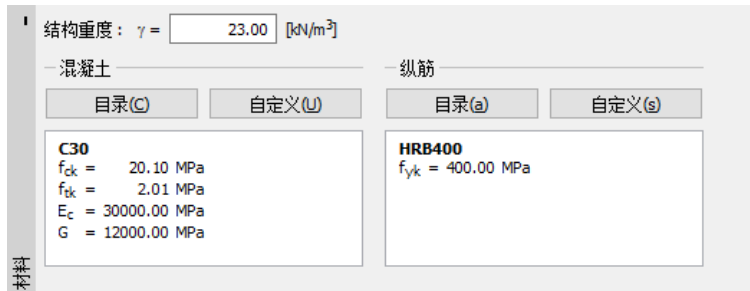 结构重度： γ = 23.00 [kN/m³]
混凝土
目录(C) 自定义(U)
C30
fck = 20.10 MPa
ftk = 2.01 MPa
Ec = 30000.00 MPa
G = 12000.00 MPa
纵筋
目录(a) 自定义(s)
HRB400
fyk = 400.00 MPa
材料